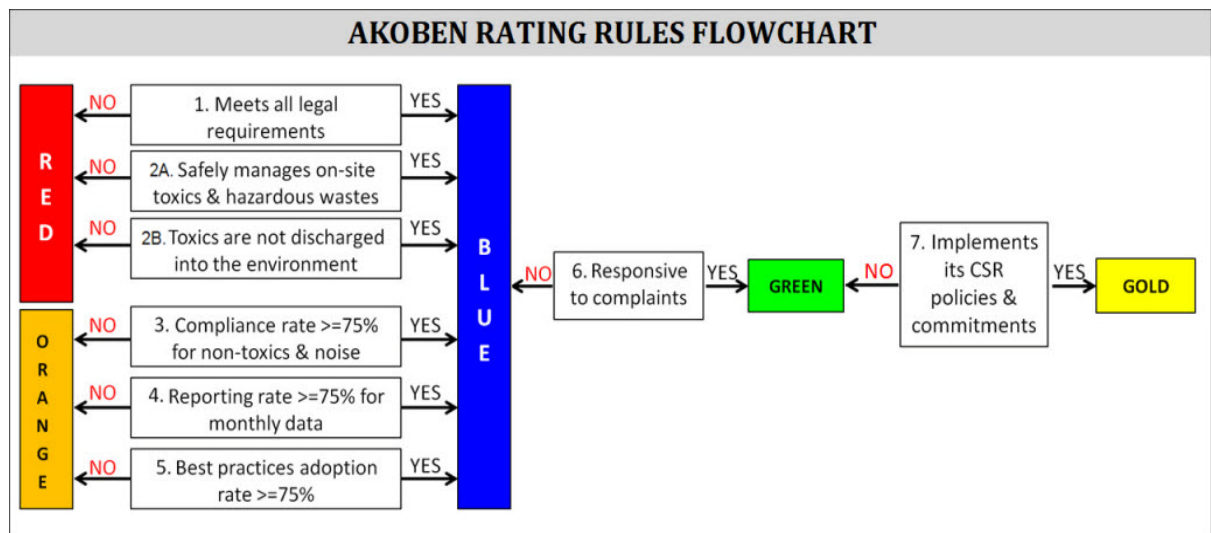 AKOBEN RATING RULES FLOWCHART
RED
NO
1. Meets all legal
requirements
YES
NO
2A. Safely manages on-site
toxics & hazardous wastes
YES
NO
2B. Toxics are not discharged
into the environment
YES
ORANGE
NO
3. Compliance rate >=75%
for non-toxics & noise
YES
NO
4. Reporting rate >=75% for
monthly data
YES
NO
5. Best practices adoption
rate >=75%
YES
BLUE
NO
6. Responsive
to complaints
YES
GREEN
NO
7. Implements
its CSR
policies &
commitments
YES
GOLD